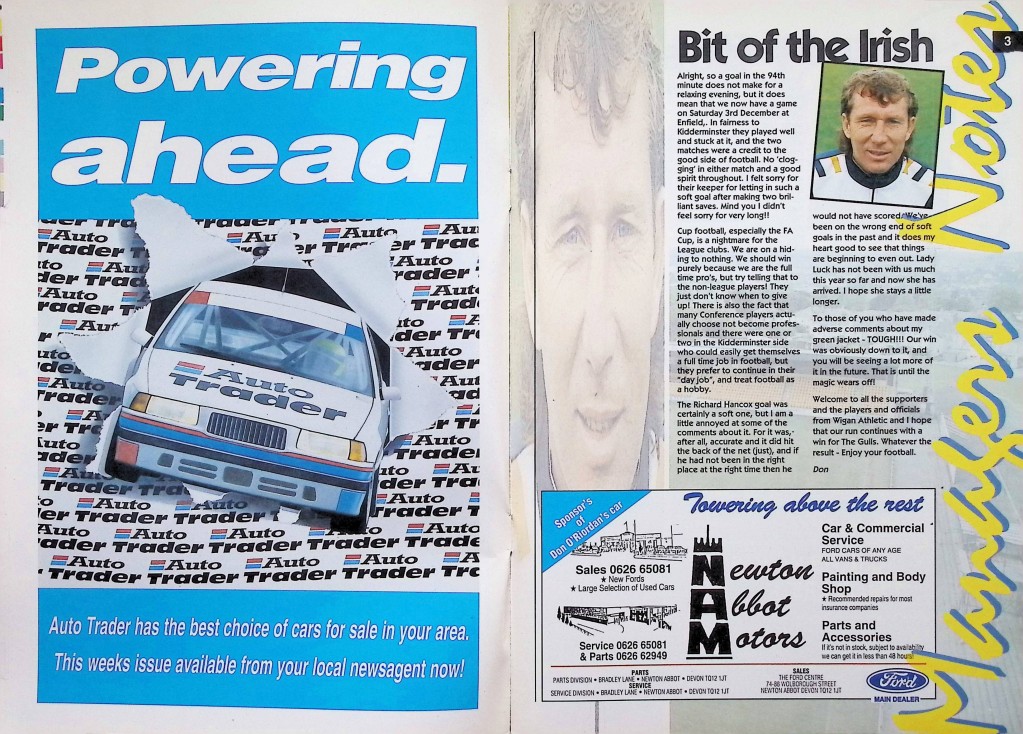 Powering
ahead.
Auto
Trader
Auto
Trader
Auto Trader has the best choice of cars for sale in your area.
This weeks issue available from your local newsagent now!
3
Managers Notes
Bit of the Irish
Alright, so a goal in the 94th
minute does not make for a
relaxing evening, but it does
mean that we now have a game
on Saturday 3rd December at
Enfield,. In fairness to
Kidderminster they played well
and stuck at it, and the two
matches were a credit to the
good side of football. No 'clog-
ging' in either match and a good
spirit throughout. I felt sorry for
their keeper for letting in such a
soft goal after making two bril-
liant saves. Mind you I didn't
feel sorry for very long!!
Cup football, especially the FA
Cup, is a nightmare for the
League clubs. We are on a hid-
ing to nothing. We should win
purely because we are the full
time pro's, but try telling that to
the non-league players! They
just don't know when to give
up! There is also the fact that
many Conference players actu-
ally choose not become profes-
sionals and there were one or
two in the Kidderminster side
who could easily get themselves
a full time job in football, but
they prefer to continue in their
"day job", and treat football as
a hobby.
The Richard Hancox goal was
certainly a soft one, but I am a
little annoyed at some of the
comments about it. For it was,
after all, accurate and it did hit
the back of the net (just), and if
he had not been in the right
place at the right time then he
would not have scored. We've
been on the wrong end of soft
goals in the past and it does my
heart good to see that things
are beginning to even out. Lady
Luck has not been with us much
this year so far and now she has
arrived. I hope she stays a little
longer.
To those of you who have made
adverse comments about my
green jacket - TOUGH!!! Our win
was obviously down to it, and
you will be seeing a lot more of
it in the future. That is until the
magic wears off!
Welcome to all the supporters
and the players and officials
from Wigan Athletic and I hope
that our run continues with a
win for The Gulls. Whatever the
result - Enjoy your football.
Don
Sponsor's
of
Don O'Riordan's car
Towering above the rest
Sales 0626 65081
★ New Fords
★ Large Selection of Used Cars
Service 0626 65081
& Parts 0626 62949
Newton
Abbot
Motors
Car & Commercial
Service
FORD CARS OF ANY AGE
ALL VANS & TRUCKS
Painting and Body
Shop
★ Recommended repairs for most
insurance companies
Parts and
Accessories
If it's not in stock, subject to availability
we can get it in less than 48 hours
PARTS
PARTS DIVISION • BRADLEY LANE • NEWTON ABBOT • DEVON TQ12 1JT
SERVICE
SERVICE DIVISION • BRADLEY LANE • NEWTON ABBOT • DEVON TQ12 1JT
SALES
THE FORD CENTRE
74-88 WOLBOROUGH STREET
NEWTON ABBOT DEVON TQ12 1JT
Ford
MAIN DEALER